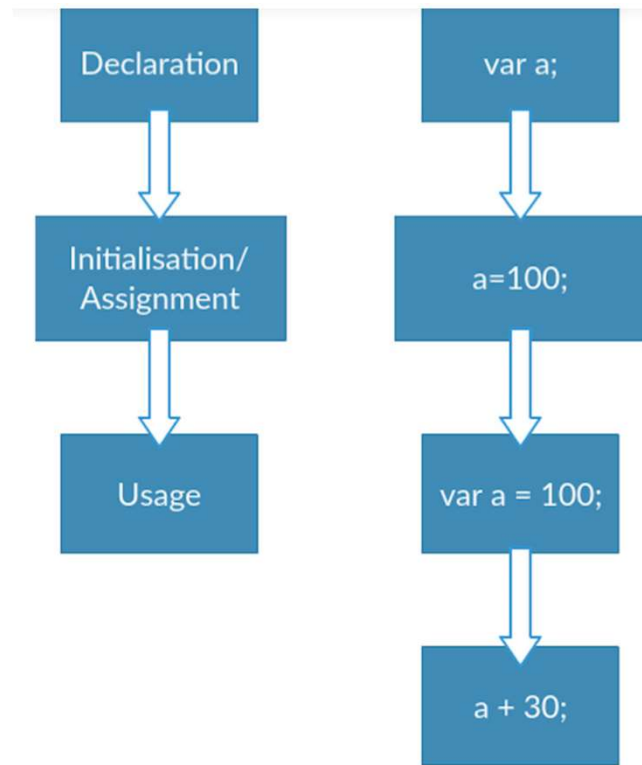 Declaration
var a;
Initialisation/
Assignment
a=100;
Usage
var a = 100;
a + 30;